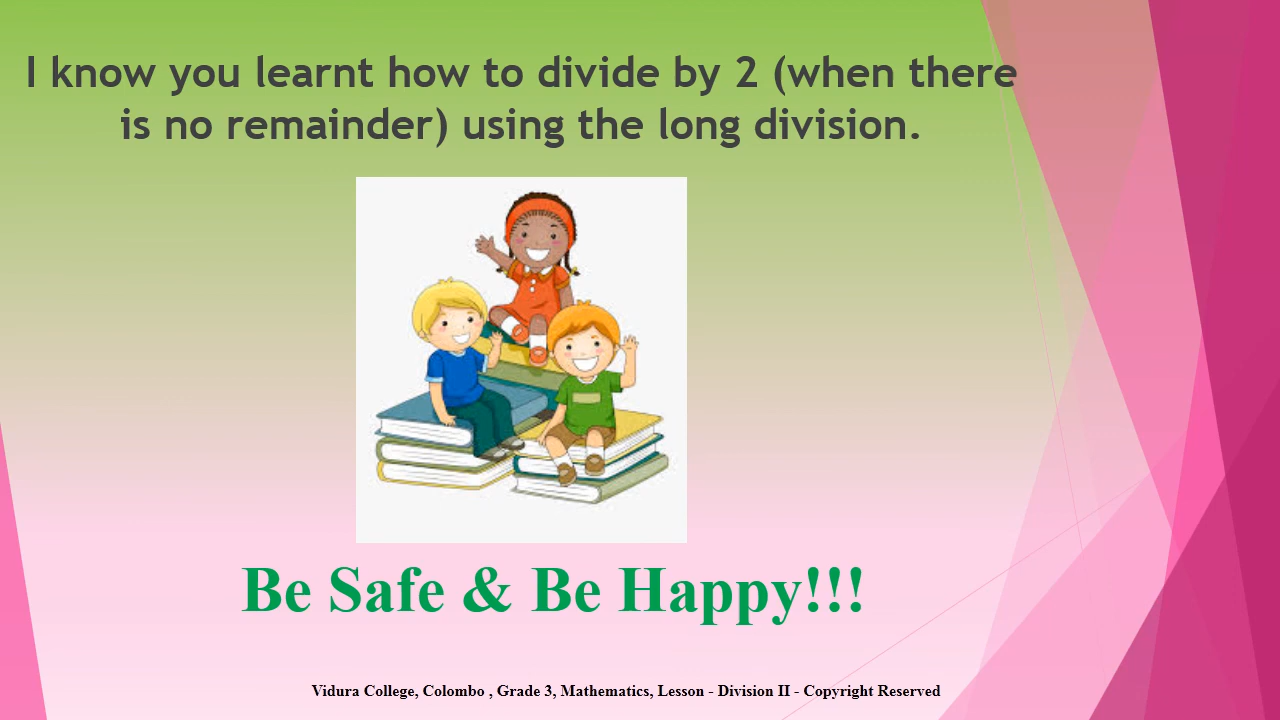 I know you learnt how to divide by 2 (when there
is no remainder) using the long division.
Be Safe & Be Happy!!!
Vidura College, Colombo , Grade 3, Mathematics, Lesson - Division II - Copyright Reserved